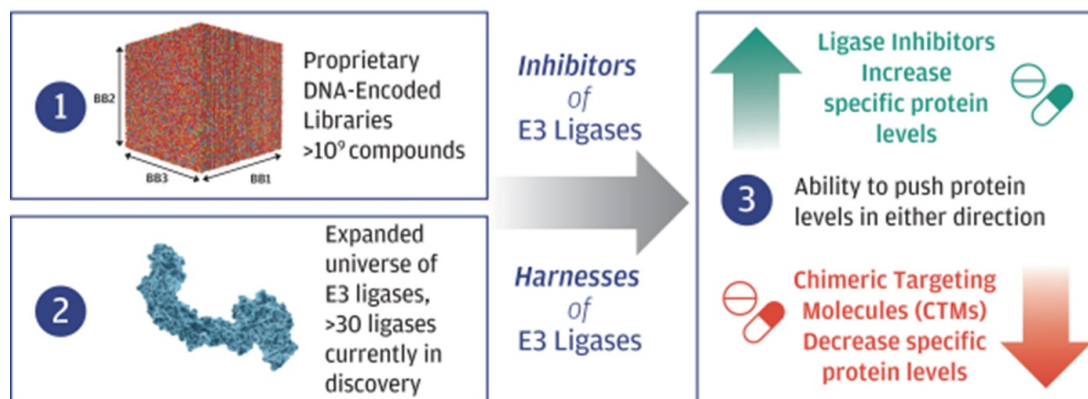 1
BB2
BB3
BB1
Proprietary
DNA-Encoded
Libraries
>10⁹ compounds
2
Expanded
universe of
E3 ligases,
>30 ligases
currently in
discovery
Inhibitors
of
E3 Ligases
Harnesses
of
E3 Ligases
Ligase Inhibitors
Increase
specific protein
levels
3
Ability to push protein
levels in either direction
Chimeric Targeting
Molecules (CTMs)
Decrease specific
protein levels